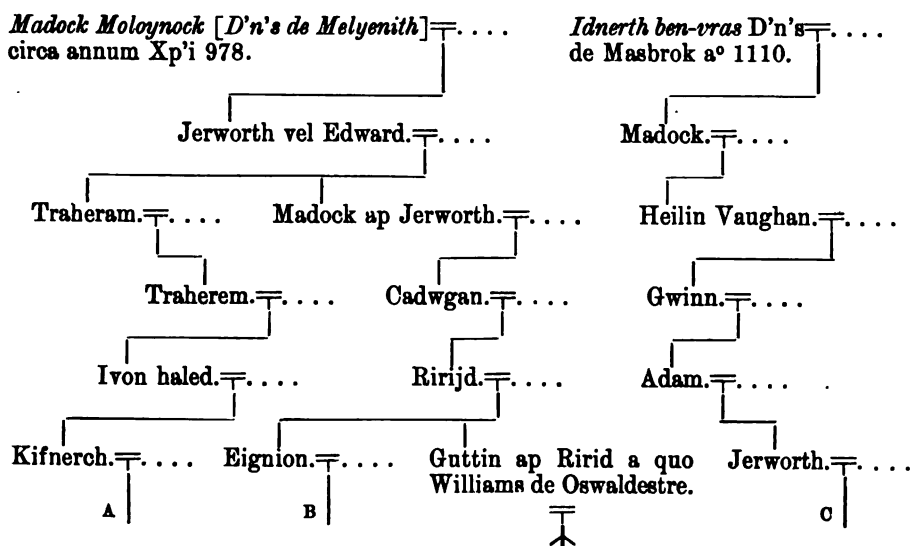 Madock Moloynock [D'n's de Melyenith]╤. . . . Idnerth ben-vras D'n's╤. . . .
circa annum Xp'i 978. de Masbrok aº 1110.
Jerworth vel Edward.╤. . . . Madock.╤. . . .
Traheram.╤. . . . Madock ap Jerworth.╤. . . . Heilin Vaughan.╤. . . .
Traherem.╤. . . . Cadwgan.╤. . . . Gwinn.╤. . . .
Ivon haled.╤. . . . Ririjd.╤. . . . Adam.╤. . . .
Kifnerch.╤. . . . Eignion.╤. . . . Guttin ap Ririd a quo Jerworth.╤. . . .
Williams de Oswaldestre.
A B C